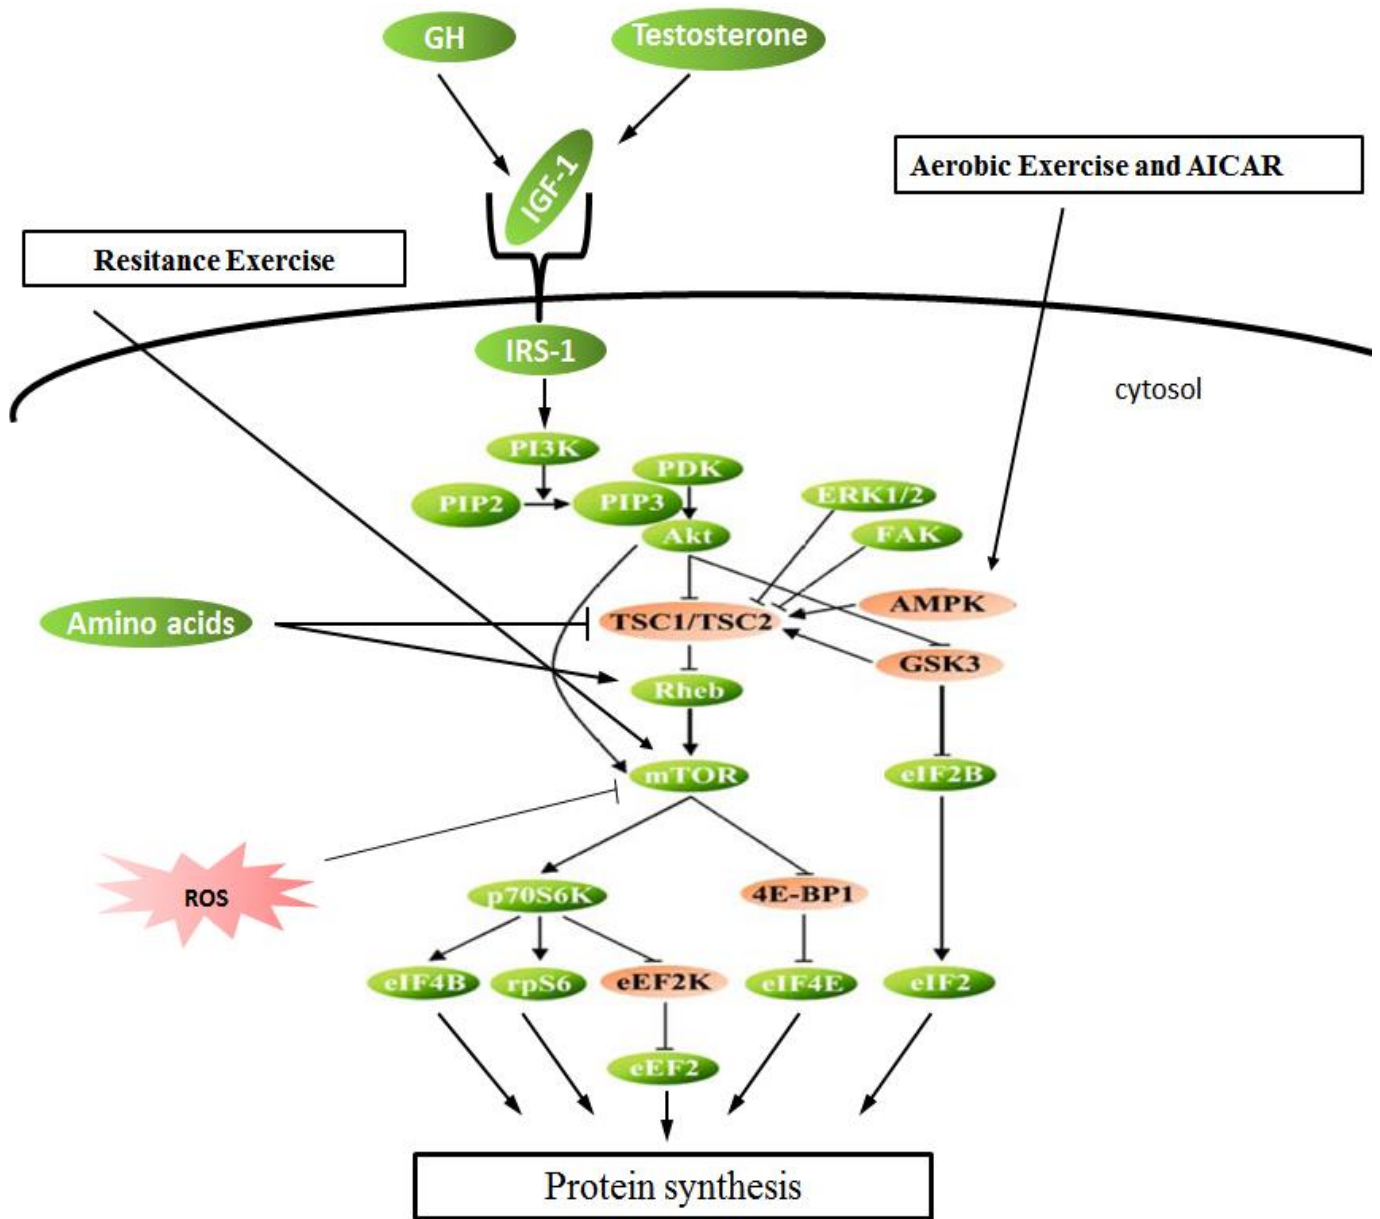 GH
Testosterone
IGF-1
Aerobic Exercise and AICAR
Resitance Exercise
IRS-1
cytosol
PI3K
PDK
PIP2
PIP3
ERK1/2
Akt
FAK
AMPK
Amino acids
TSC1/TSC2
GSK3
Rheb
mTOR
eIF2B
ROS
p70S6K
4E-BP1
eIF4B
rpS6
eEF2K
eIF4E
eIF2
eEF2
Protein synthesis